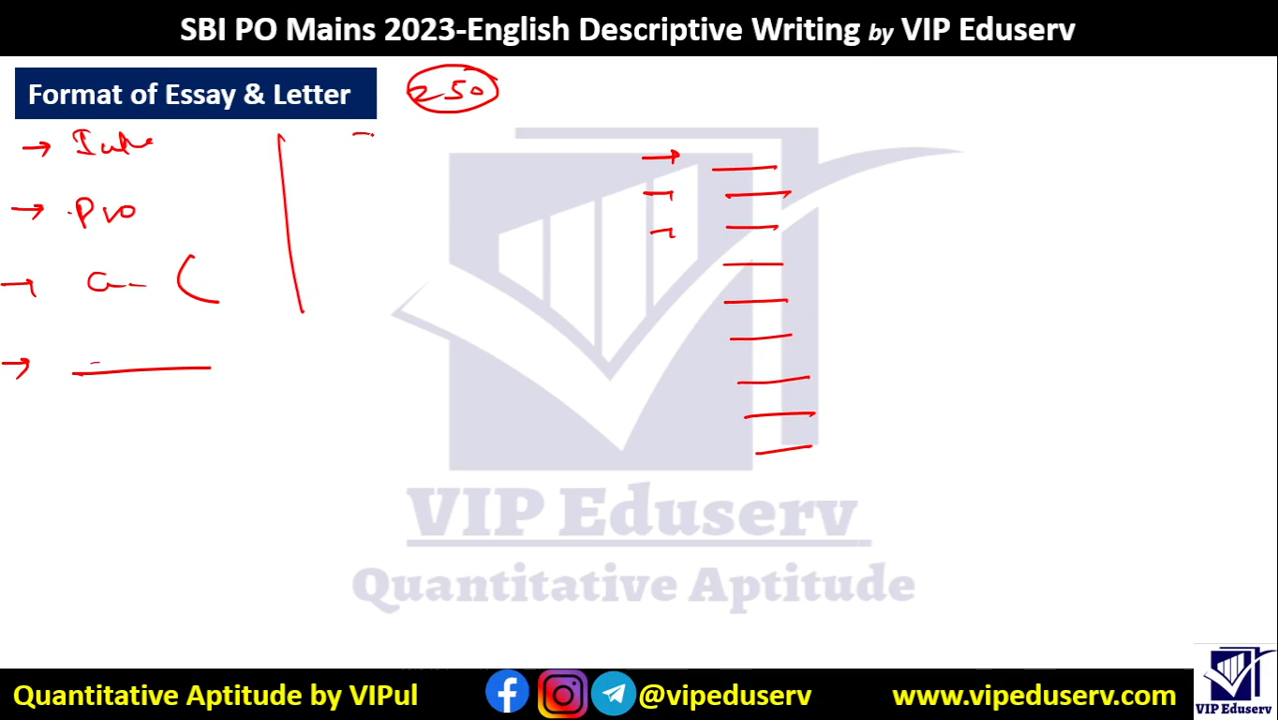 SBI PO Mains 2023-English Descriptive Writing by VIP Eduserv
Format of Essay & Letter
250
→ Pro
VIP Eduserv
Quantitative Aptitude
Quantitative Aptitude by VIPul
@vipeduserv
www.vipeduserv.com
VIP Eduserv